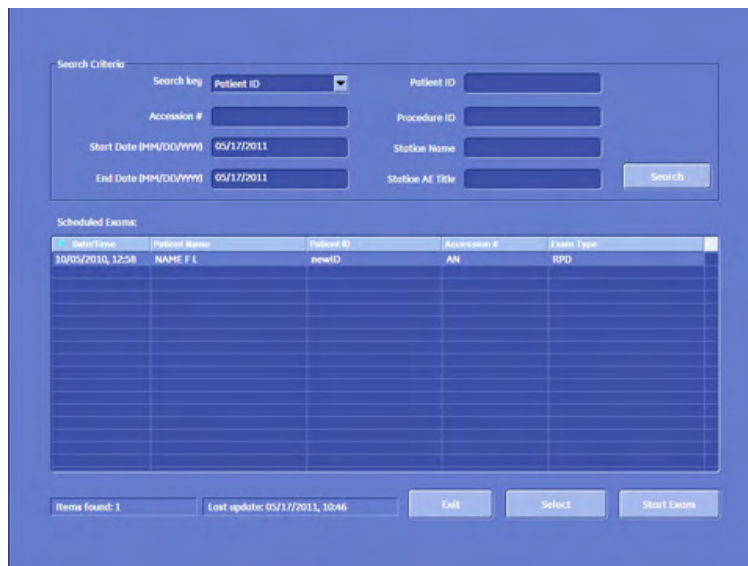 Search Criteria
Search key Patient ID Patient ID
Accession # Procedure ID
Start Date (MM/DD/YYYY) 05/17/2011 Station Name
End Date (MM/DD/YYYY) 05/17/2011 Station AE Title Search
Scheduled Exams:
Date/Time Patient Name Patient ID Accession # Exam Type
10/05/2010, 12:58 NAME F L newID AN RPD
Items found: 1 Last update: 05/17/2011, 10:46 Exit Select Start Exam